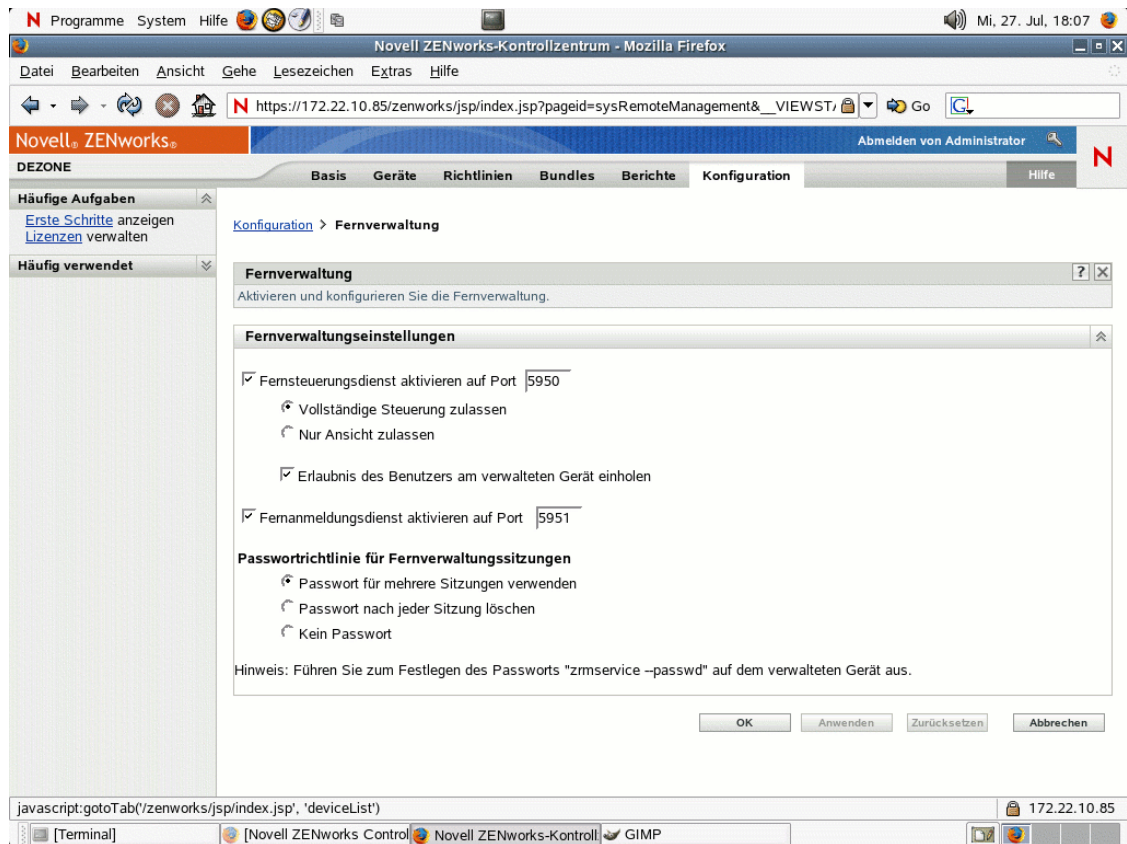 N Programme System Hilfe Mi, 27. Jul, 18:07
Novell ZENworks-Kontrollzentrum - Mozilla Firefox
Datei Bearbeiten Ansicht Gehe Lesezeichen Extras Hilfe
N https://172.22.10.85/zenworks/jsp/index.jsp?pageid=sysRemoteManagement&__VIEWST Go G
Novell® ZENworks® Abmelden von Administrator N
DEZONE
Basis Geräte Richtlinien Bundles Berichte Konfiguration Hilfe
Häufige Aufgaben
Erste Schritte anzeigen
Lizenzen verwalten
Häufig verwendet
Konfiguration > Fernverwaltung
Fernverwaltung ?
Aktivieren und konfigurieren Sie die Fernverwaltung.
Fernverwaltungseinstellungen
Fernsteuerungsdienst aktivieren auf Port 5950
Vollständige Steuerung zulassen
Nur Ansicht zulassen
Erlaubnis des Benutzers am verwalteten Gerät einholen
Fernanmeldungsdienst aktivieren auf Port 5951
Passwortrichtlinie für Fernverwaltungssitzungen
Passwort für mehrere Sitzungen verwenden
Passwort nach jeder Sitzung löschen
Kein Passwort
Hinweis: Führen Sie zum Festlegen des Passworts "zrmservice --passwd" auf dem verwalteten Gerät aus.
OK Anwenden Zurücksetzen Abbrechen
javascript:gotoTab('/zenworks/jsp/index.jsp', 'deviceList') 172.22.10.85
[Terminal] [Novell ZENworks Control Novell ZENworks-Kontroll GIMP